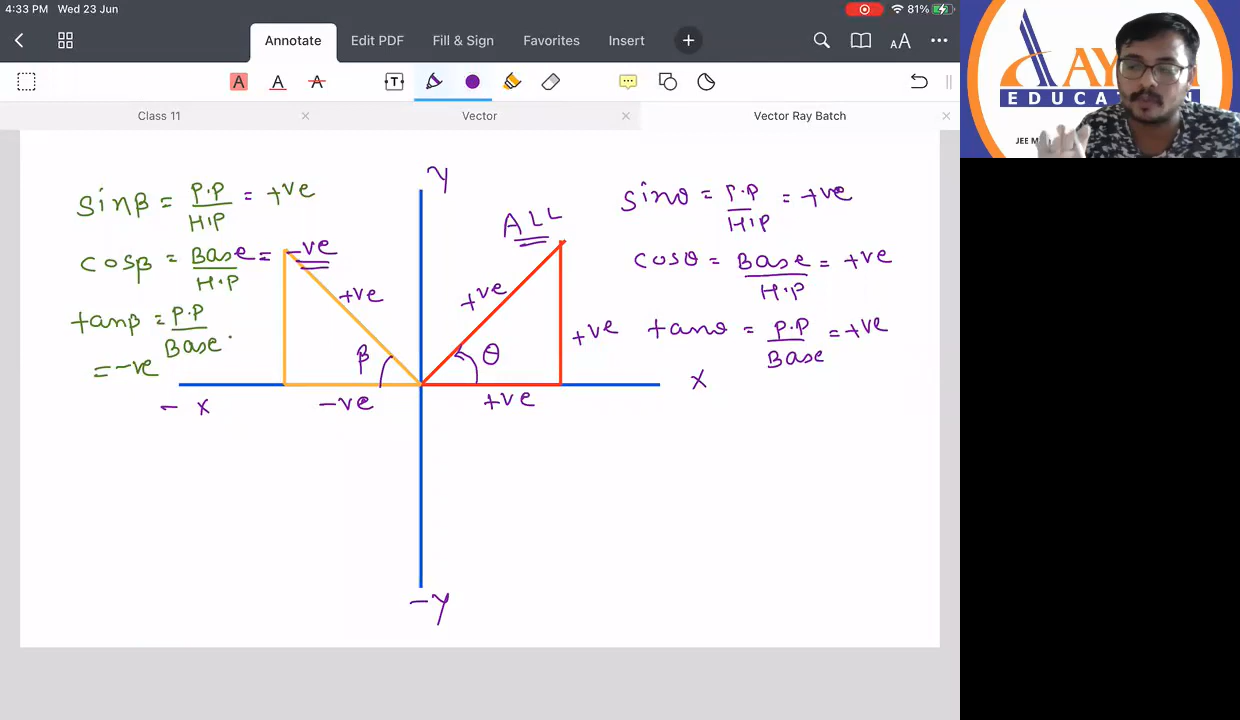 4:33 PM Wed 23 Jun
81%
Annotate Edit PDF Fill & Sign Favorites Insert
AA
A A A T
Class 11 Vector Vector Ray Batch
EDUCATION
JEE
y
sinβ = P.P/H.P = +ve
cosβ = Base/H.P = -ve
tanβ = P.P/Base
= -ve
ALL
sinθ = P.P/H.P = +ve
cosθ = Base/H.P = +ve
tanθ = P.P/Base = +ve
+ve
+ve
+ve
β
θ
- x
-ve
+ve
x
-y